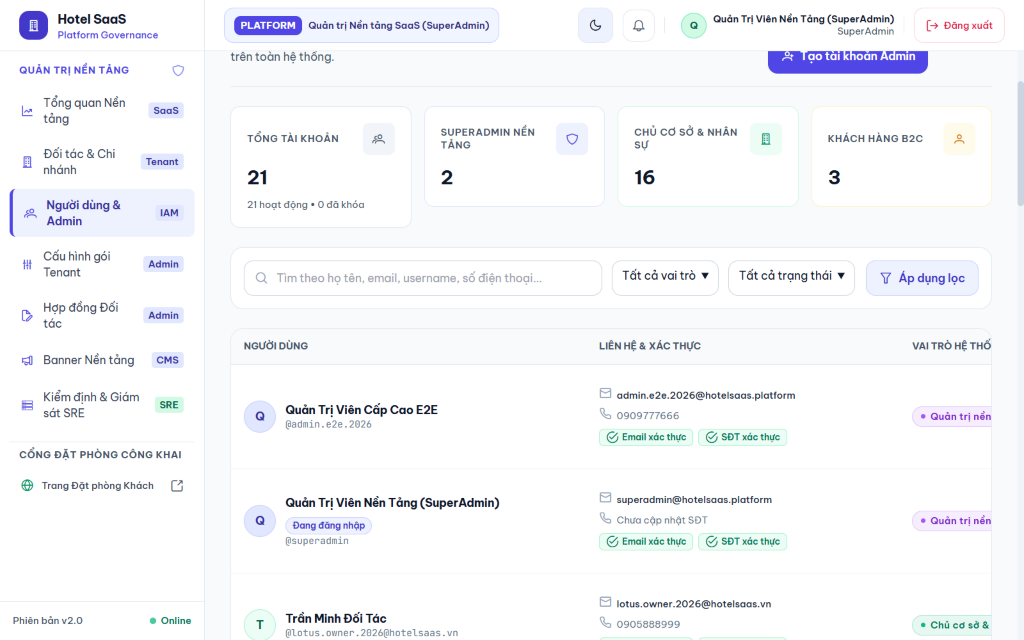 Hotel SaaS
Platform Governance
QUẢN TRỊ NỀN TẢNG
Tổng quan Nền tảng
SaaS
Đối tác & Chi nhánh
Tenant
Người dùng & Admin
IAM
Cấu hình gói Tenant
Admin
Hợp đồng Đối tác
Admin
Banner Nền tảng
CMS
Kiểm định & Giám sát SRE
SRE
CỔNG ĐẶT PHÒNG CÔNG KHAI
Trang Đặt phòng Khách
Phiên bản v2.0
Online
PLATFORM Quản trị Nền tảng SaaS (SuperAdmin)
Q
Quản Trị Viên Nền Tảng (SuperAdmin)
SuperAdmin
Đăng xuất
trên toàn hệ thống.
Tạo tài khoản Admin
TỔNG TÀI KHOẢN
21
21 hoạt động • 0 đã khóa
SUPERADMIN NỀN TẢNG
2
CHỦ CƠ SỞ & NHÂN SỰ
16
KHÁCH HÀNG B2C
3
Tìm theo họ tên, email, username, số điện thoại...
Tất cả vai trò ▼
Tất cả trạng thái ▼
Áp dụng lọc
NGƯỜI DÙNG
LIÊN HỆ & XÁC THỰC
VAI TRÒ HỆ THỐ
Q
Quản Trị Viên Cấp Cao E2E
@admin.e2e.2026
admin.e2e.2026@hotelsaas.platform
0909777666
Email xác thực
SĐT xác thực
Quản trị nền
Q
Quản Trị Viên Nền Tảng (SuperAdmin)
Đang đăng nhập
@superadmin
superadmin@hotelsaas.platform
Chưa cập nhật SĐT
Email xác thực
SĐT xác thực
Quản trị nền
T
Trần Minh Đối Tác
@lotus.owner.2026@hotelsaas.vn
lotus.owner.2026@hotelsaas.vn
0905888999
Chủ cơ sở &